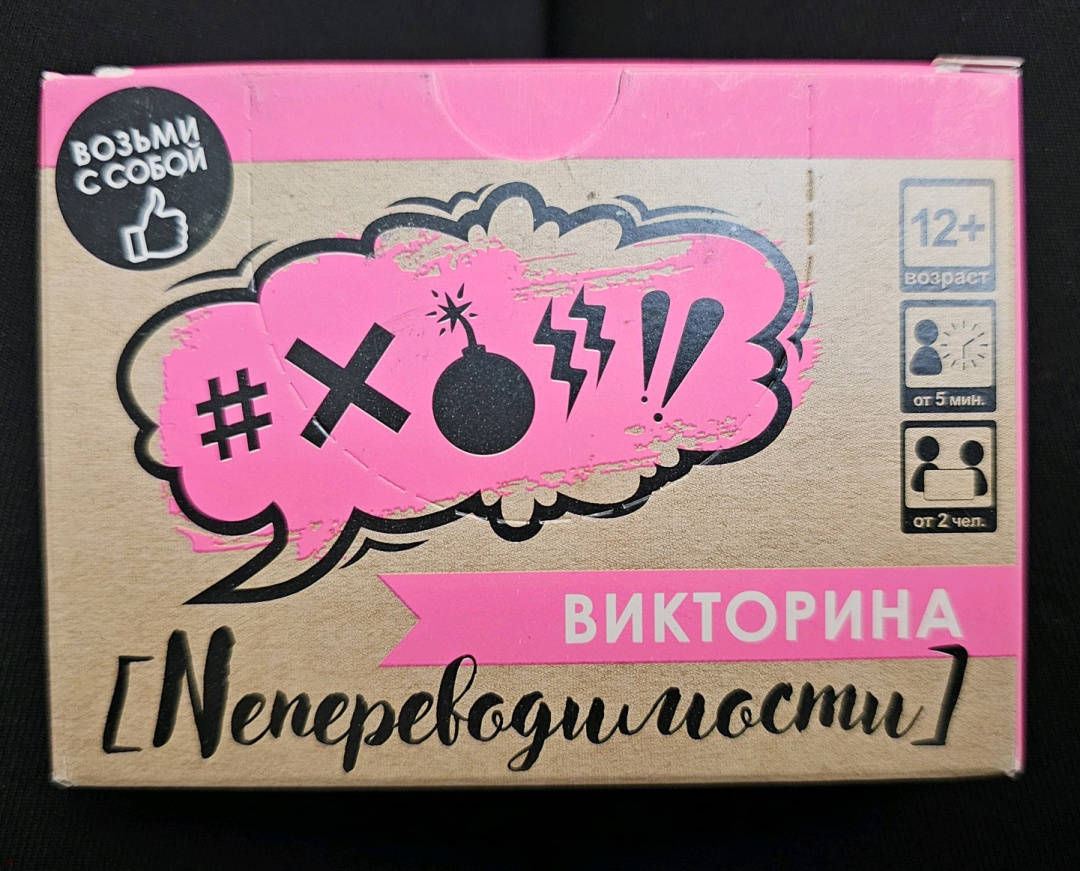 ВОЗЬМИ
С СОБОЙ
12+
возраст
от 5 мин.
от 2 чел.
ВИКТОРИНА
[Nепереводимости]